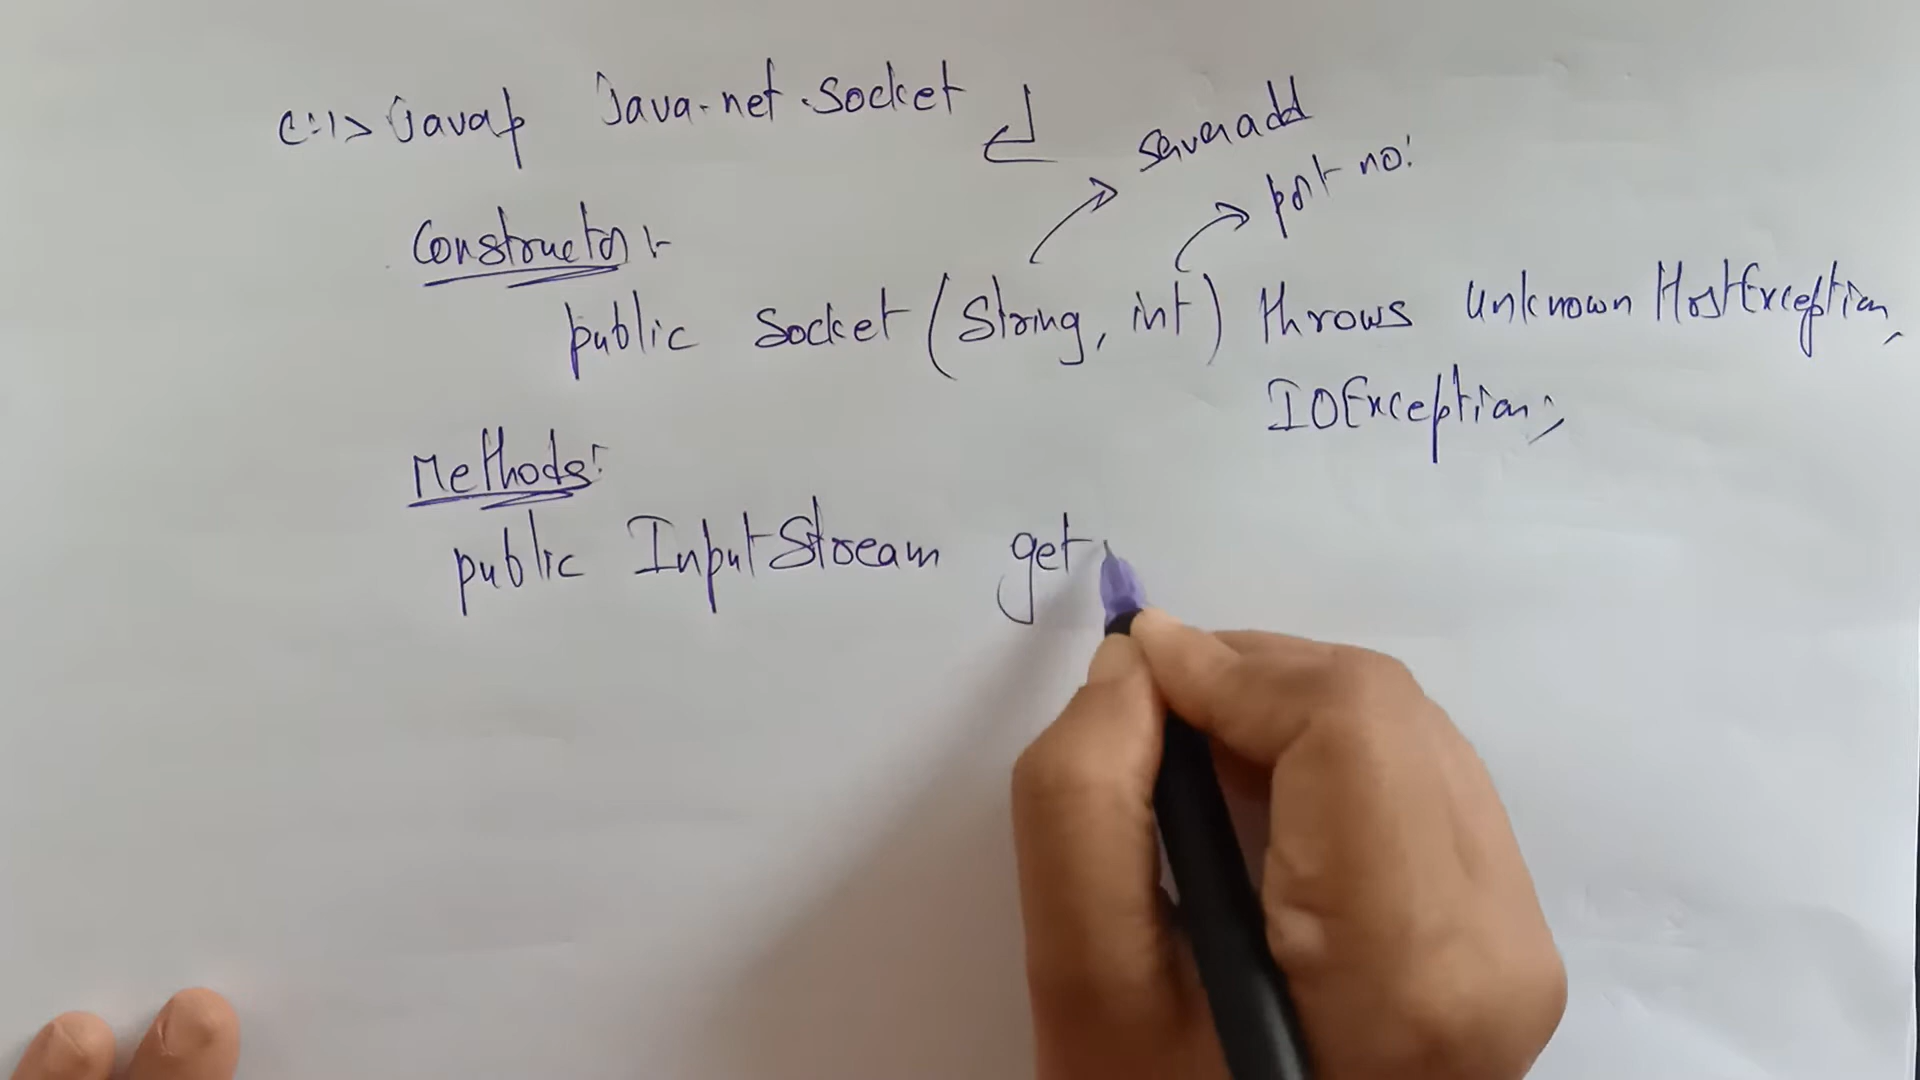 C:\> Javap Java.net.Socket
Server add
port no:
Constructor:-
public Socket (String, int) throws UnknownHostException,
IOException;
Methods:
public InputStream get